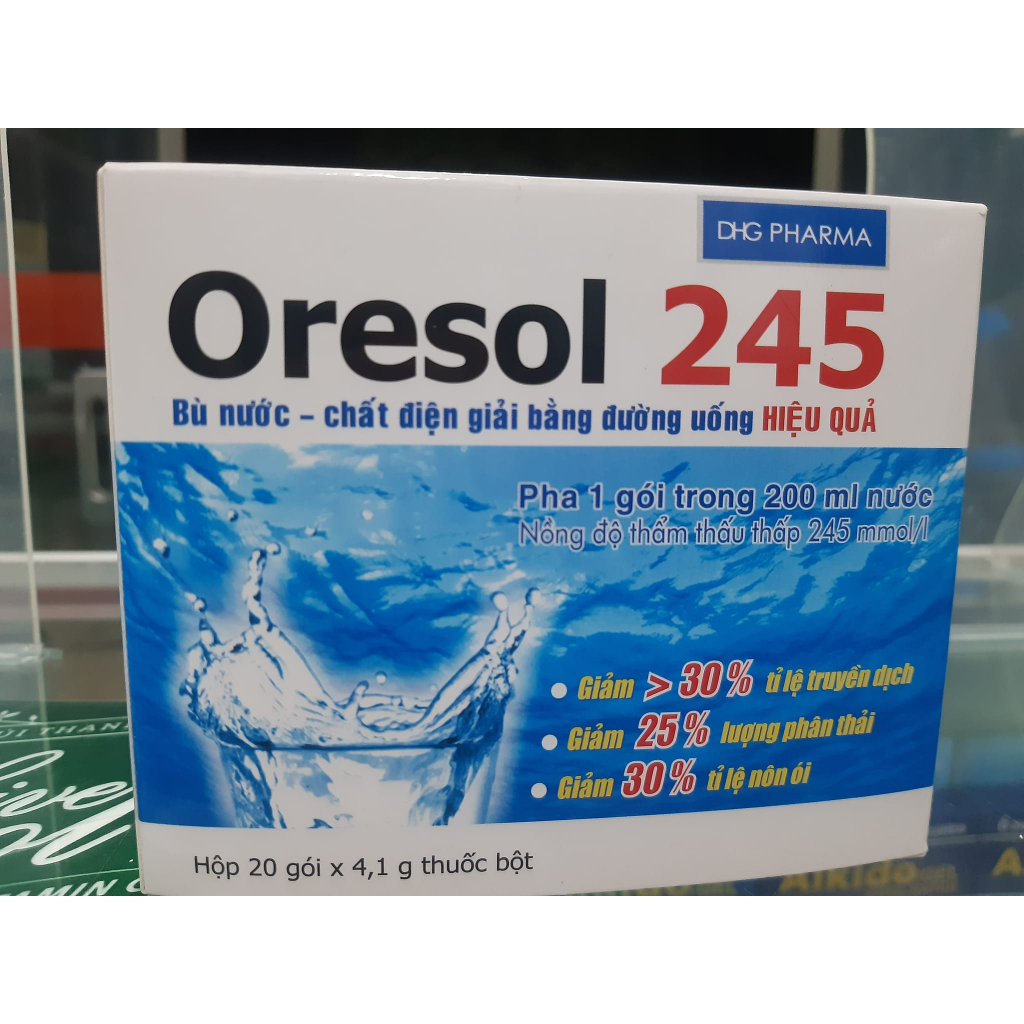 DHG PHARMA
Oresol 245
Bù nước – chất điện giải bằng đường uống HIỆU QUẢ
Pha 1 gói trong 200 ml nước
Nồng độ thẩm thấu thấp 245 mmol/l
• Giảm > 30% tỉ lệ truyền dịch
• Giảm 25% lượng phân thải
• Giảm 30% tỉ lệ nôn ói
Hộp 20 gói x 4,1 g thuốc bột
Aikido